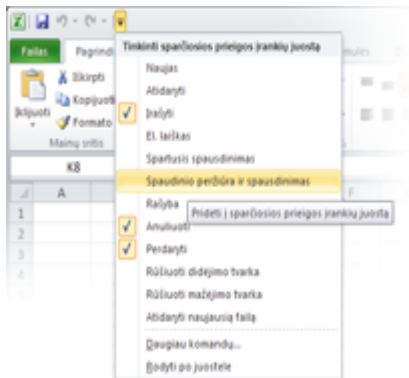 Failas Pagrind
Tinkinti sparčiosios prieigos įrankių juostą
mulės
Įklijuoti
Iškirpti
Kopijuoti
Formato
Mainų sritis
Naujas
Atidaryti
Įrašyti
El. laiškas
Spartusis spausdinimas
Spaudinio peržiūra ir spausdinimas
Rašyba
Pridėti į sparčiosios prieigos įrankių juostą
Anuliuoti
Perdaryti
Rūšiuoti didėjimo tvarka
Rūšiuoti mažėjimo tvarka
Atidaryti naujausią failą
Daugiau komandų...
Rodyti po juostele
K8
A
F
1
2
3
4